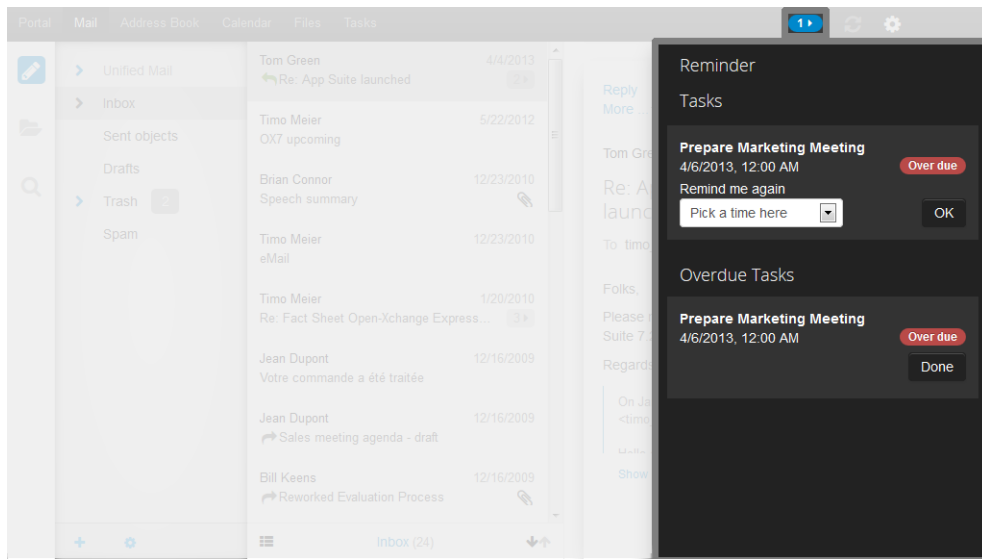 Portal Mail Address Book Calendar Files Tasks
1
Unified Mail
Inbox
Sent objects
Drafts
Trash 2
Spam
Tom Green 4/4/2013
Re: App Suite launched 2
Timo Meier 5/22/2012
OX7 upcoming
Brian Connor 12/23/2010
Speech summary
Timo Meier 12/23/2010
eMail
Timo Meier 1/20/2010
Re: Fact Sheet Open-Xchange Express... 3
Jean Dupont 12/16/2009
Votre commande a été traitée
Jean Dupont 12/16/2009
Sales meeting agenda - draft
Bill Keens 12/16/2009
Reworked Evaluation Process
Inbox (24)
Reply
More ...
Tom Gre
Re: A
launc
To timo
Folks,
Please
Suite 7.
Regards
On Ja
<timo
Hello
Show
Reminder
Tasks
Prepare Marketing Meeting
4/6/2013, 12:00 AM Over due
Remind me again
Pick a time here OK
Overdue Tasks
Prepare Marketing Meeting
4/6/2013, 12:00 AM Over due
Done